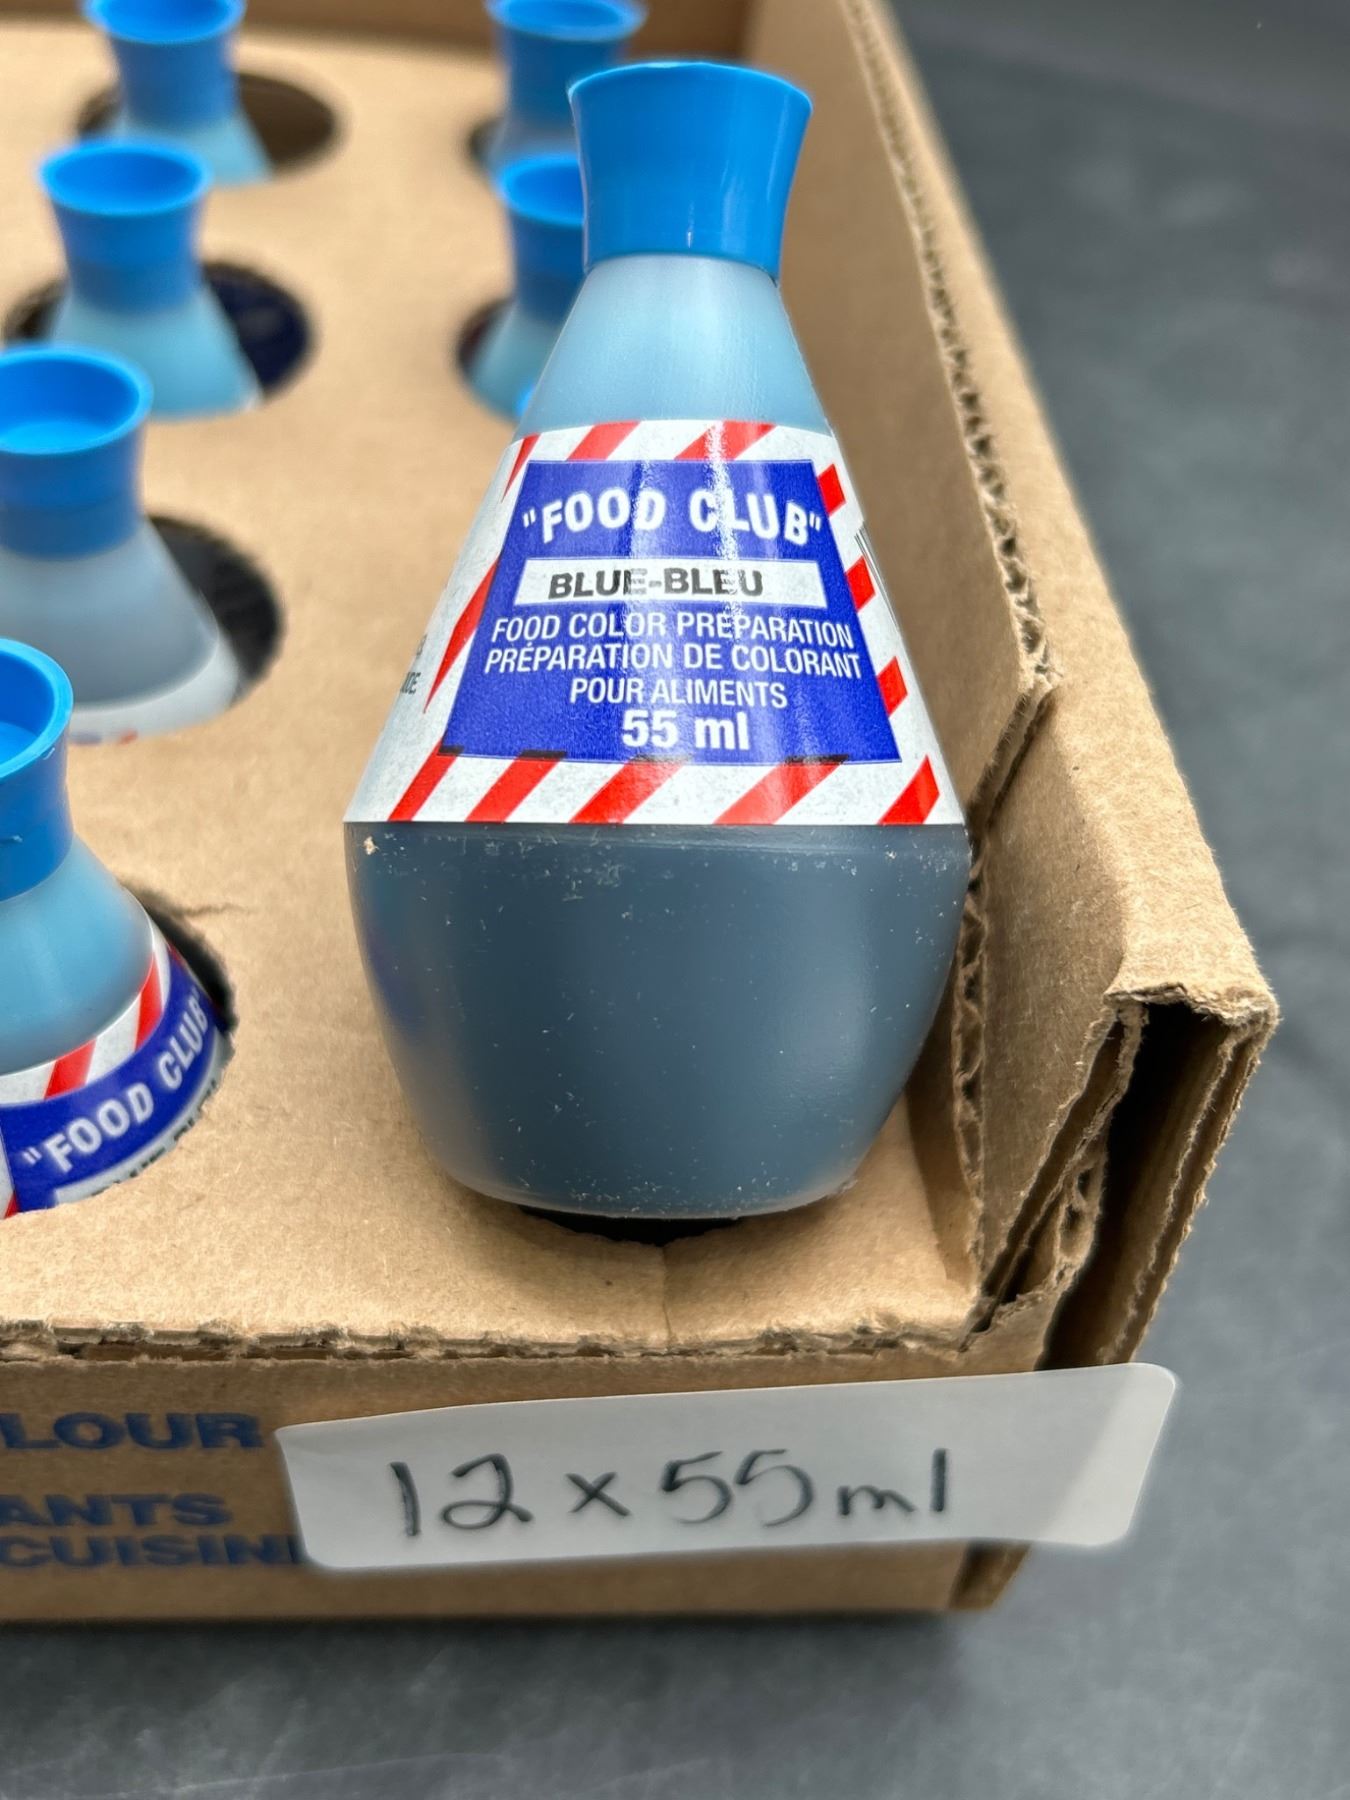 "FOOD CLUB"
BLUE-BLEU
FOOD COLOR PREPARATION
PRÉPARATION DE COLORANT
POUR ALIMENTS
55 ml
"FOOD CLUB"
LOUR
ANTS
CUISIN
12 x 55ml